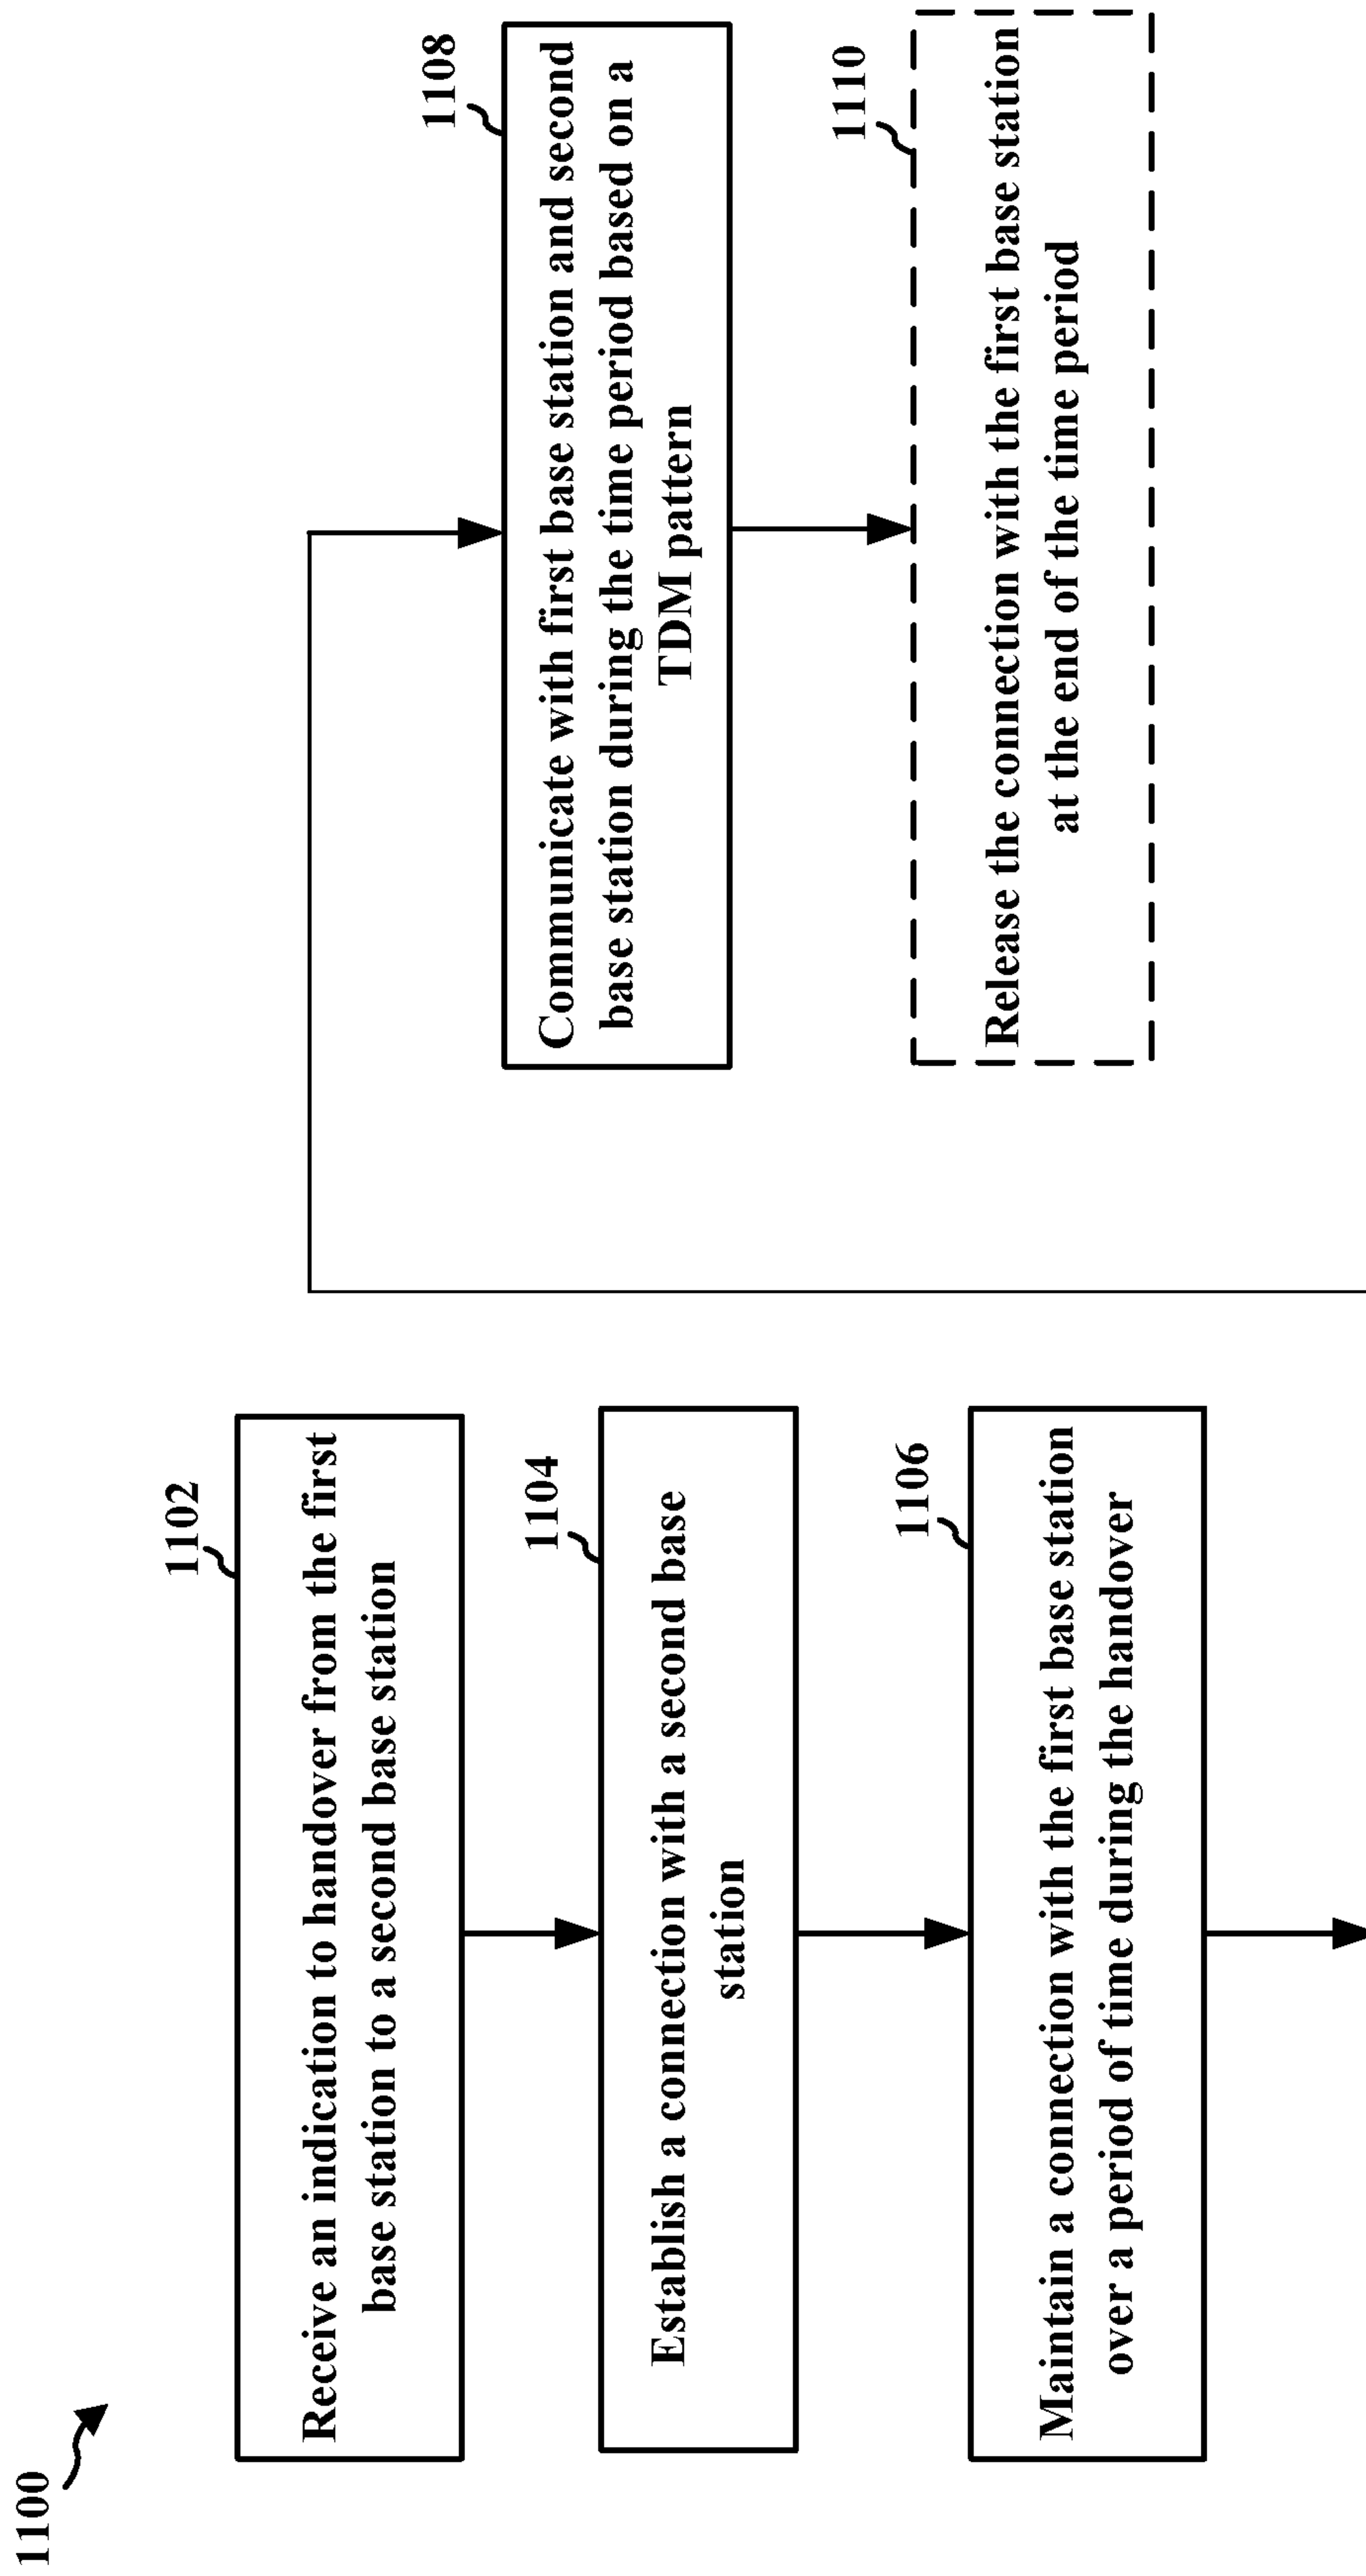 1100
1102
Receive an indication to handover from the first
base station to a second base station
1104
Establish a connection with a second base
station
1106
Maintain a connection with the first base station
over a period of time during the handover
1108
Communicate with first base station and second
base station during the time period based on a
TDM pattern
1110
Release the connection with the first base station
at the end of the time period